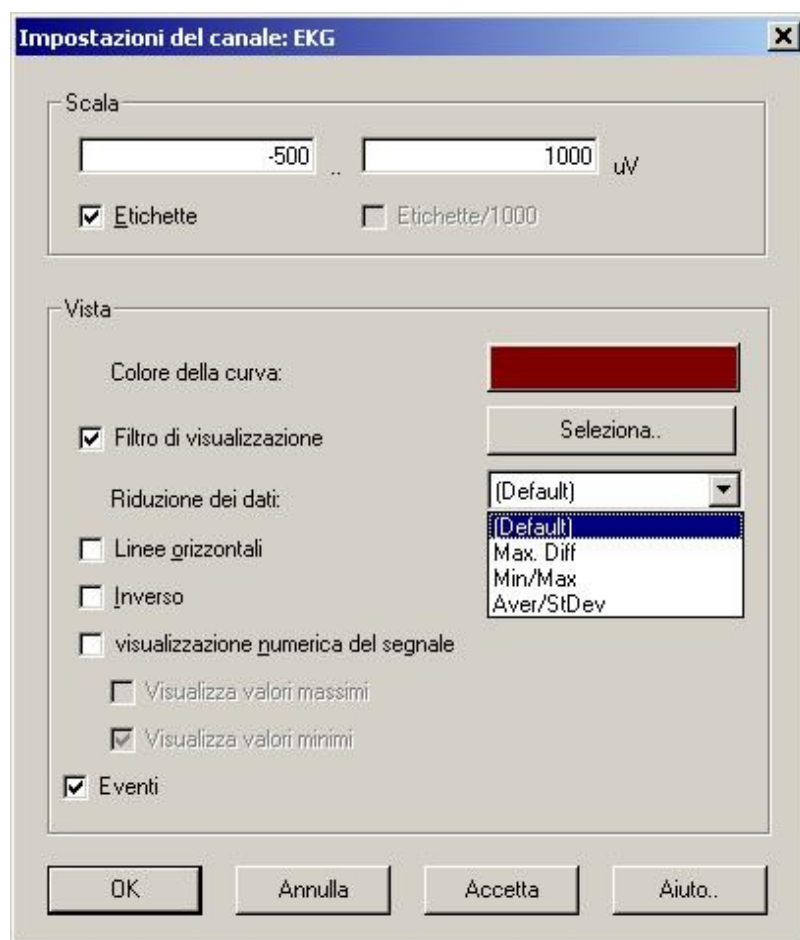 Impostazioni del canale: EKG
Scala
-500 .. 1000 uV
Etichette Etichette/1000
Vista
Colore della curva:
Filtro di visualizzazione Seleziona..
Riduzione dei dati: (Default)
(Default)
Max. Diff
Min/Max
Aver/StDev
Linee orizzontali
Inverso
visualizzazione numerica del segnale
Visualizza valori massimi
Visualizza valori minimi
Eventi
OK Annulla Accetta Aiuto..